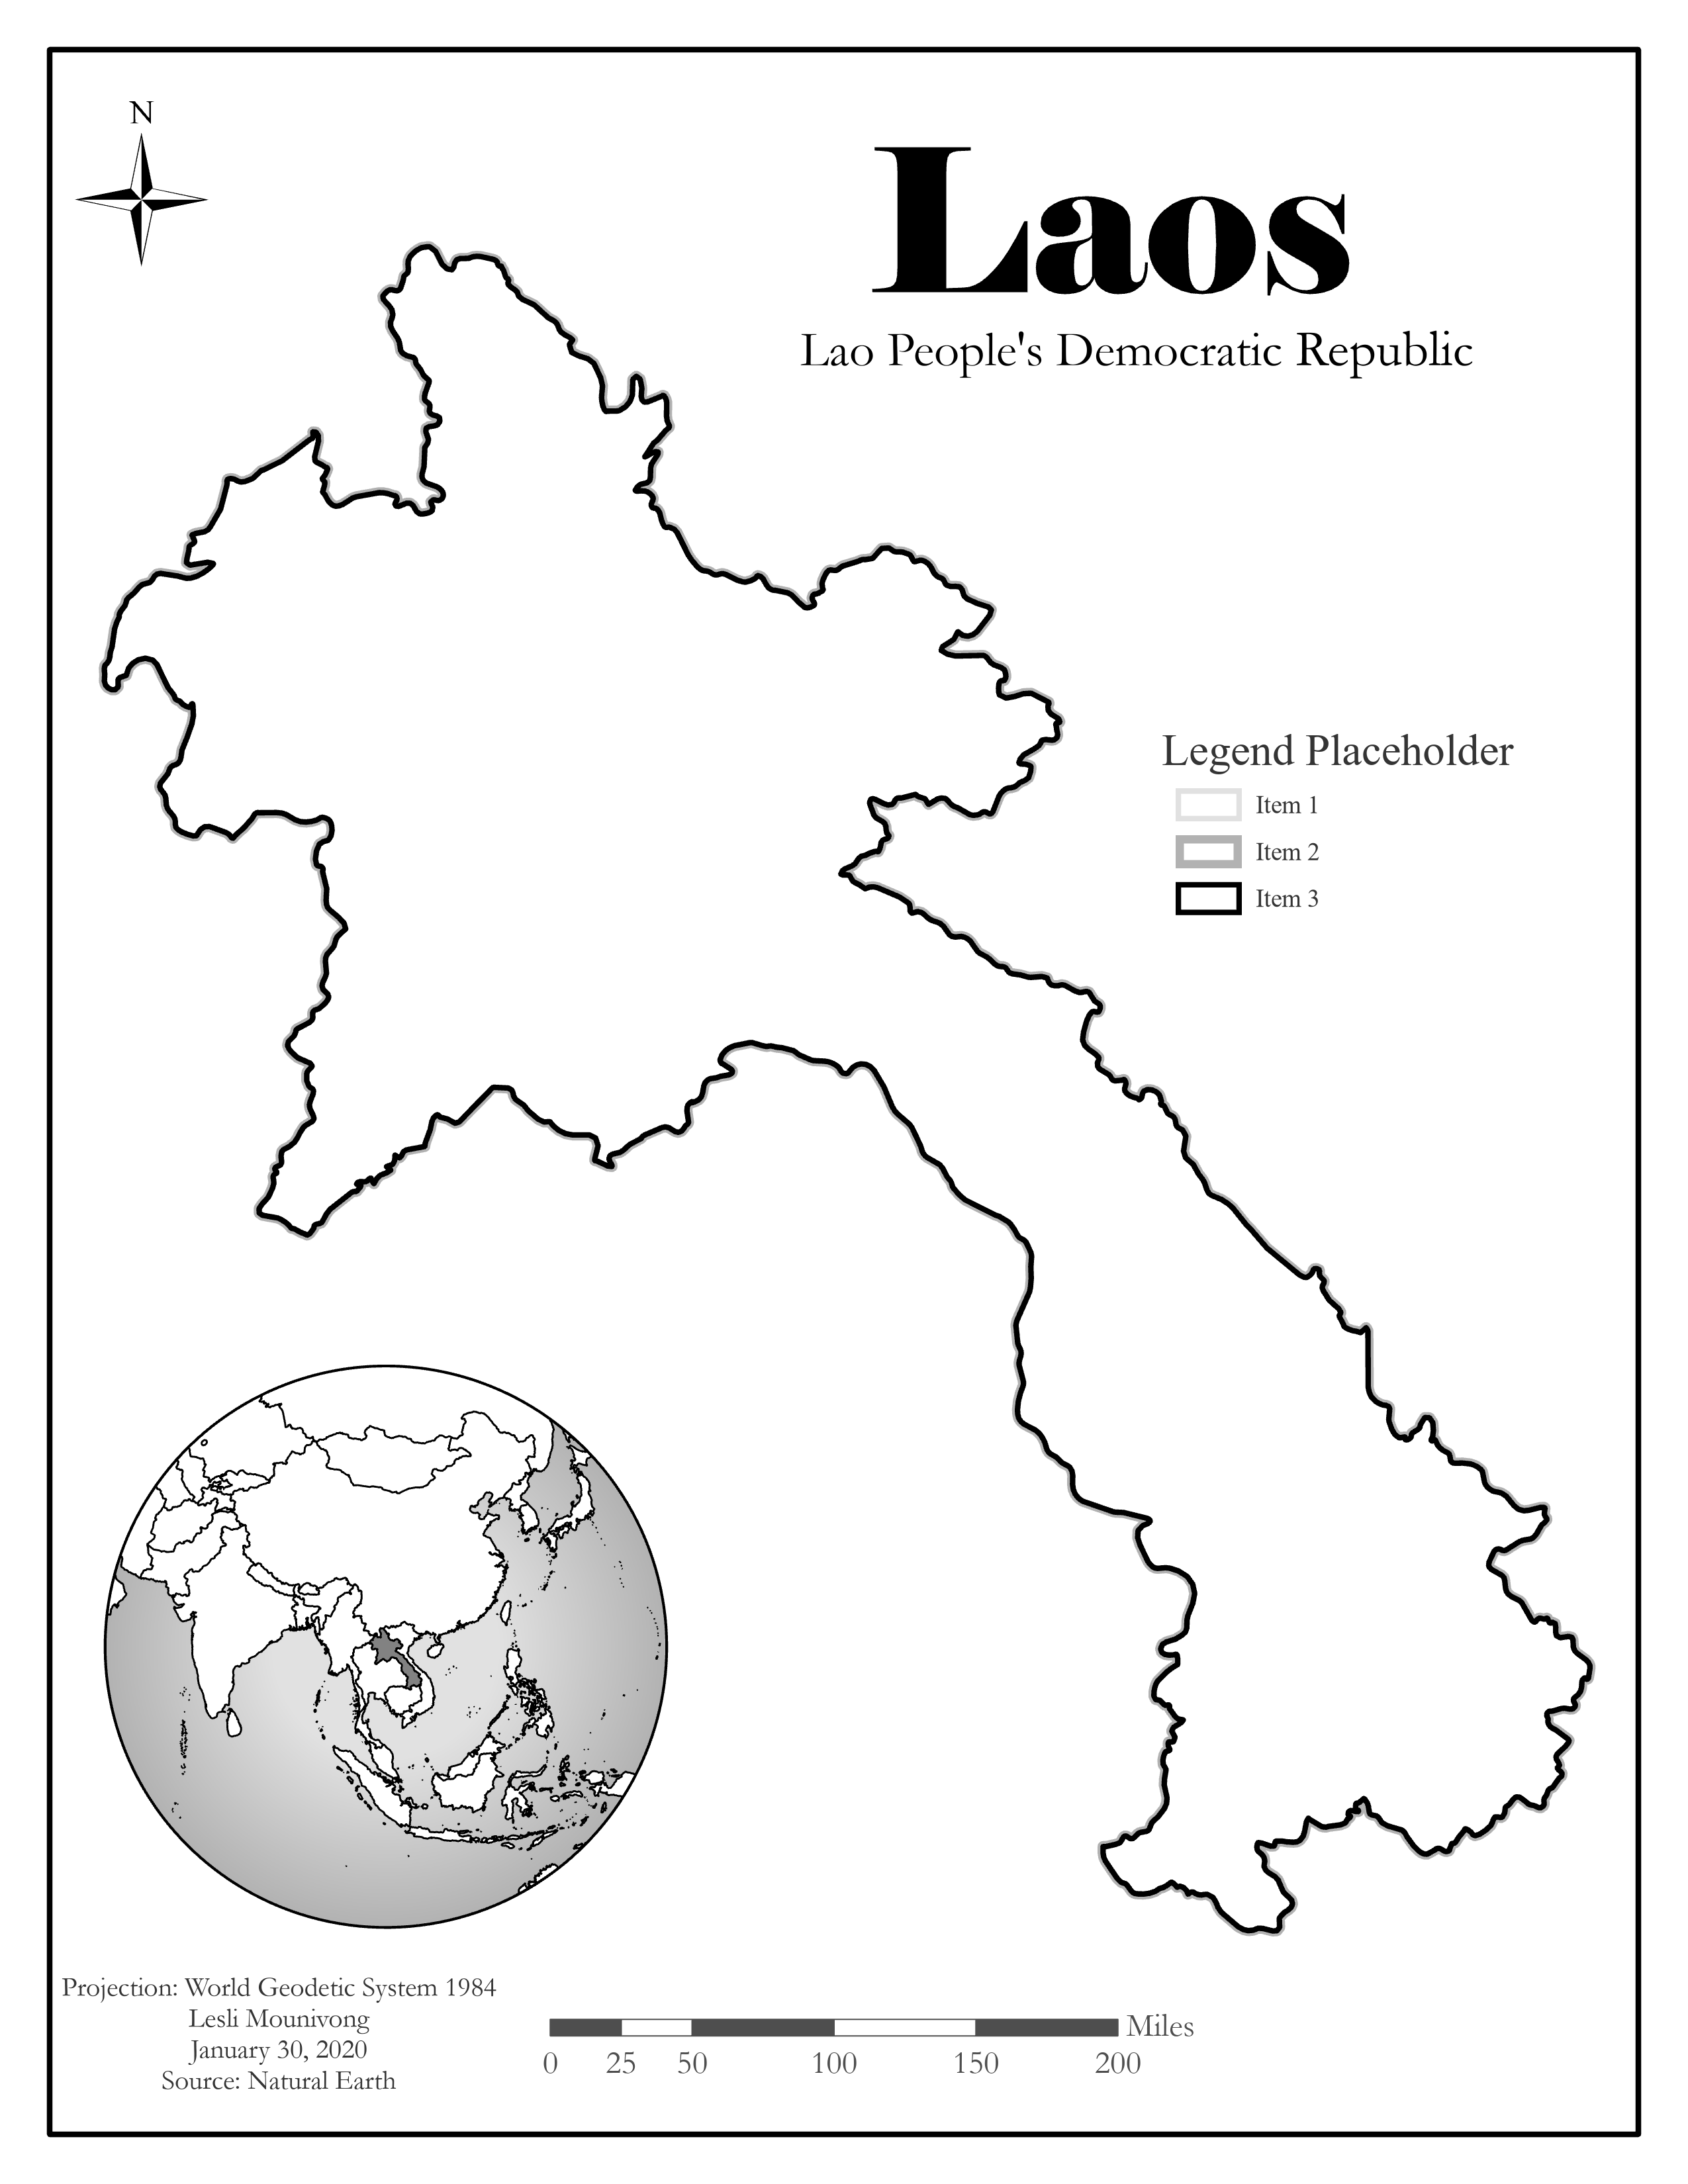 N
Laos
Lao People's Democratic Republic
Legend Placeholder
Item 1
Item 2
Item 3
Projection: World Geodetic System 1984
Lesli Mounivong
January 30, 2020
Source: Natural Earth
Miles
0 25 50 100 150 200